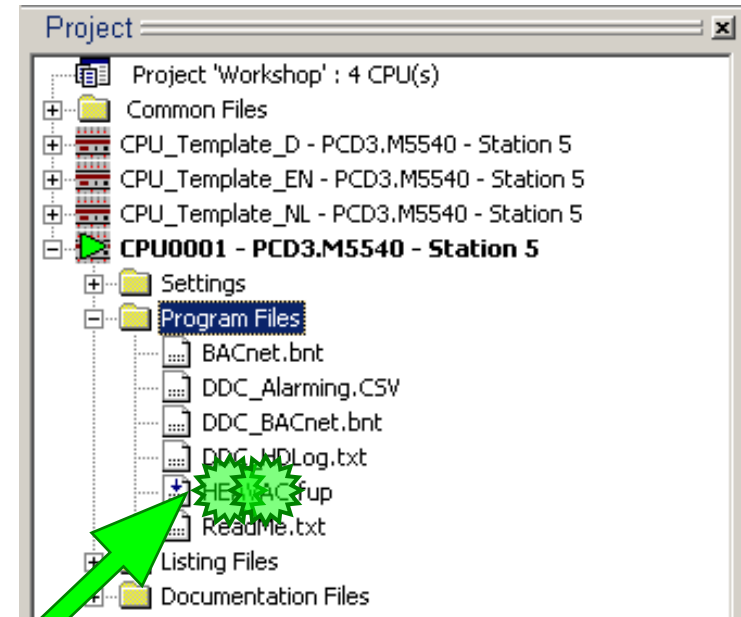 Project
Project 'Workshop' : 4 CPU(s)
Common Files
CPU_Template_D - PCD3.M5540 - Station 5
CPU_Template_EN - PCD3.M5540 - Station 5
CPU_Template_NL - PCD3.M5540 - Station 5
CPU0001 - PCD3.M5540 - Station 5
Settings
Program Files
BACnet.bnt
DDC_Alarming.CSV
DDC_BACnet.bnt
DDC_HDLog.txt
ReadMe.txt
Listing Files
Documentation Files